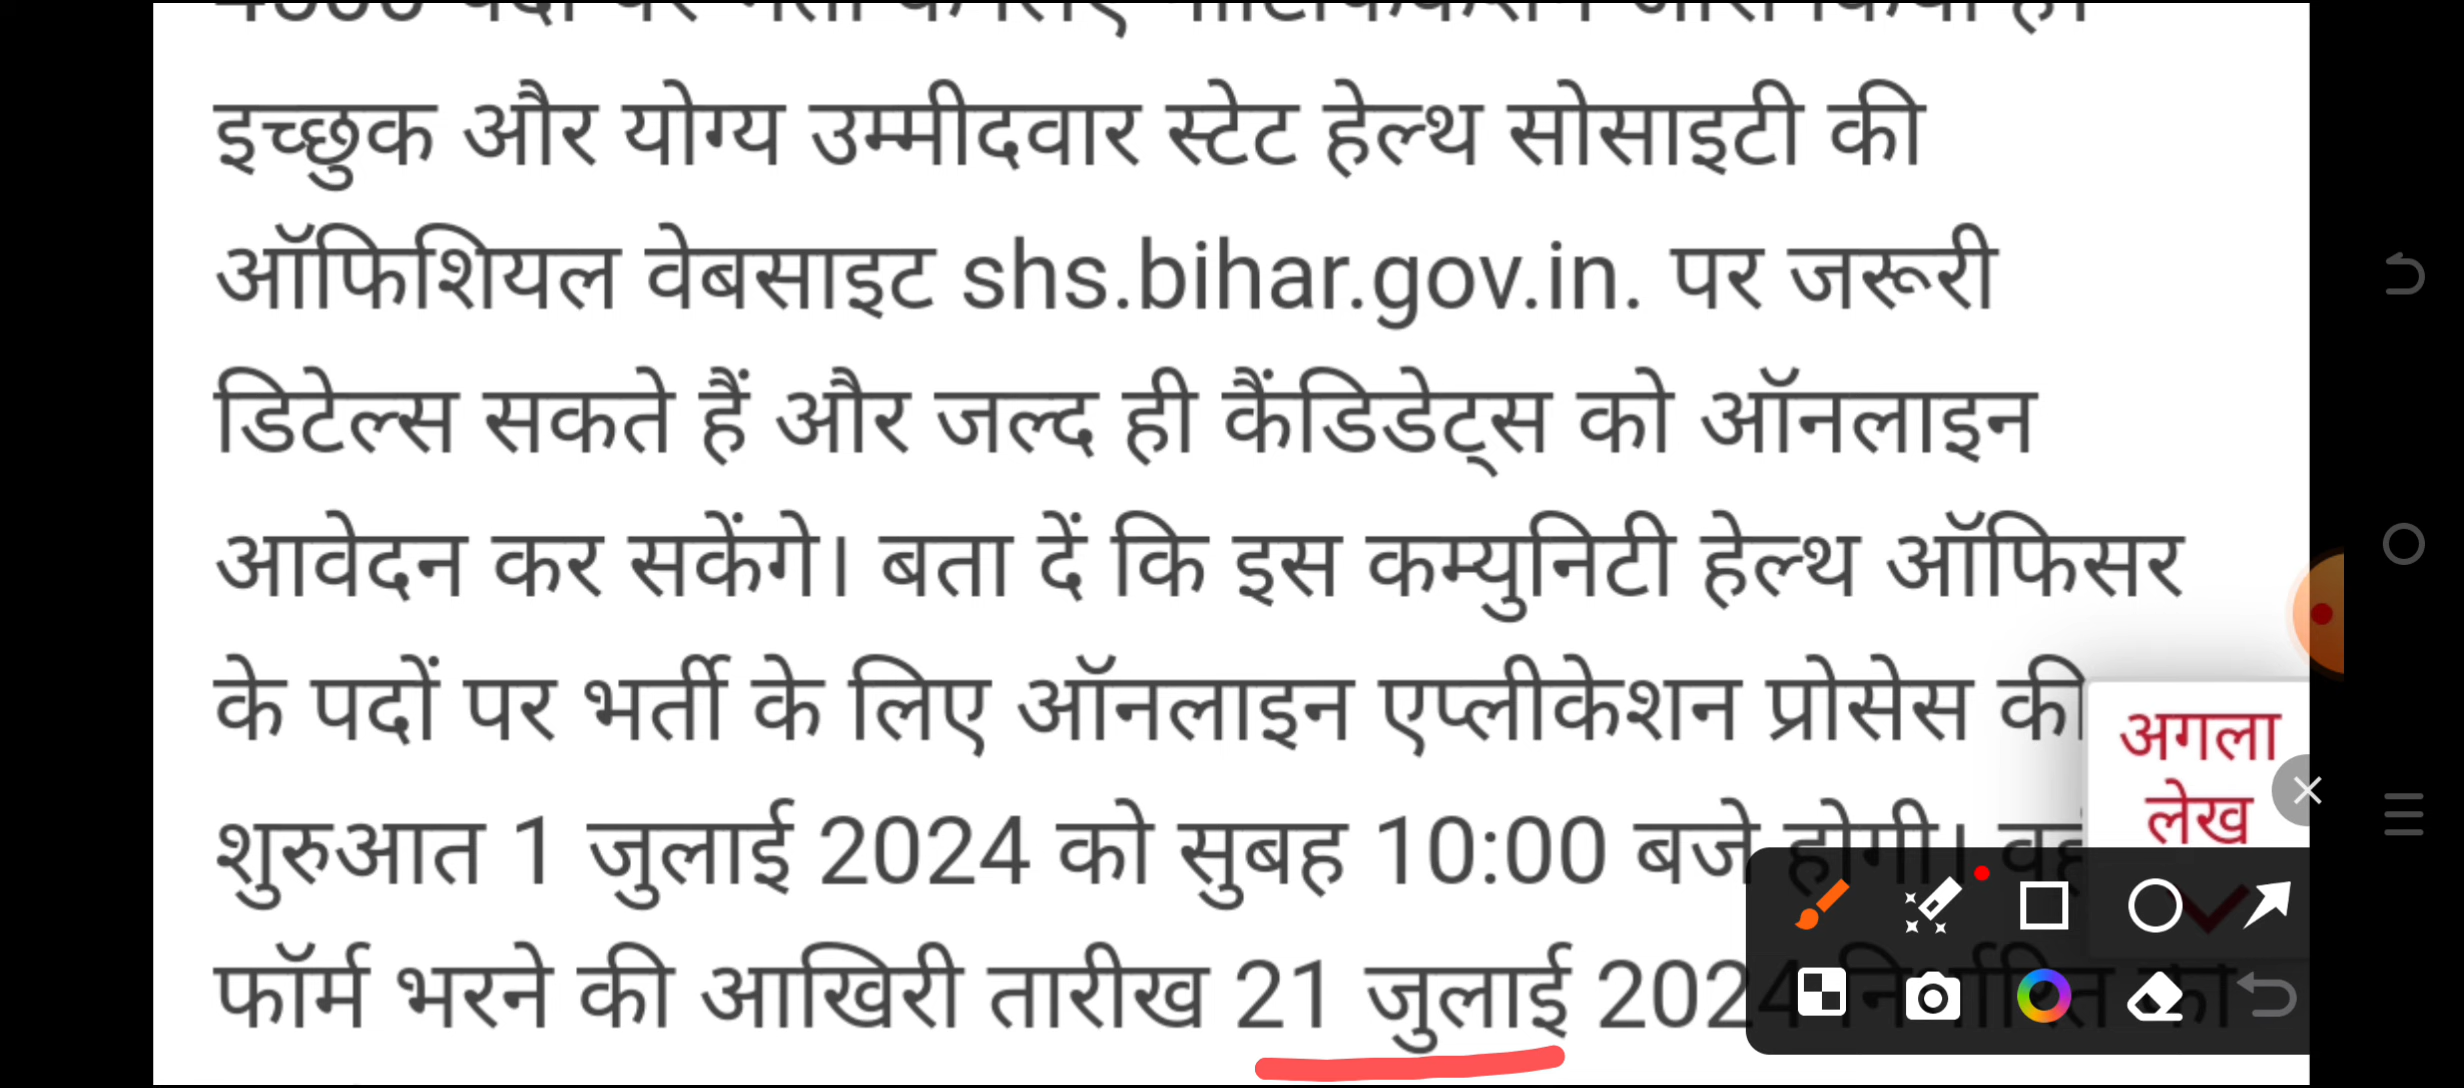 इच्छुक और योग्य उम्मीदवार स्टेट हेल्थ सोसाइटी की
ऑफिशियल वेबसाइट shs.bihar.gov.in. पर जरूरी
डिटेल्स सकते हैं और जल्द ही कैंडिडेट्स को ऑनलाइन
आवेदन कर सकेंगे। बता दें कि इस कम्युनिटी हेल्थ ऑफिसर
के पदों पर भर्ती के लिए ऑनलाइन एप्लीकेशन प्रोसेस की
शुरुआत 1 जुलाई 2024 को सुबह 10:00 बजे होगी।
फॉर्म भरने की आखिरी तारीख 21 जुलाई 2024
अगला
लेख